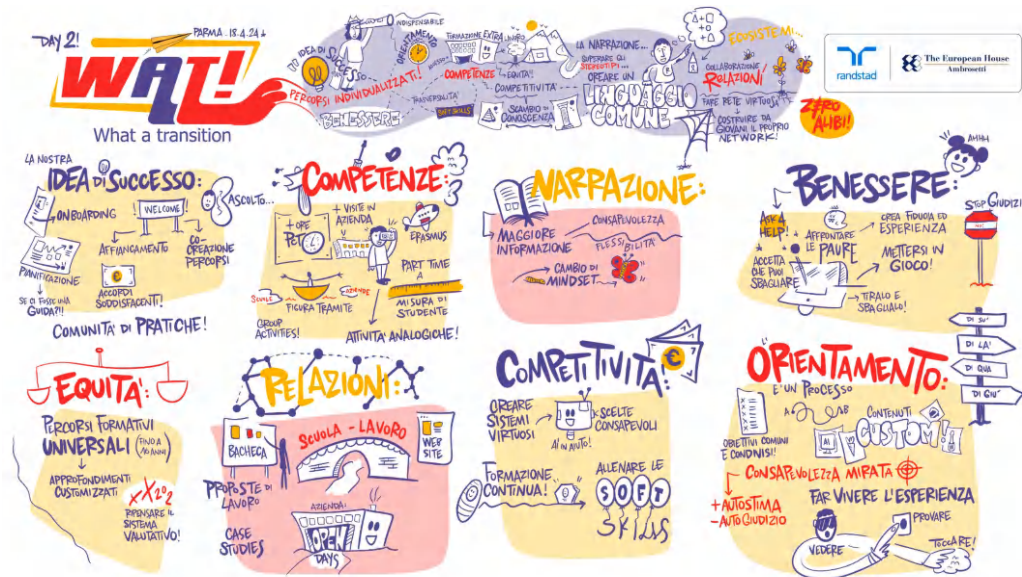 DAY 2!
PARMA - 18.4.24
WAT!
What a transition
IDEA DI SUCCESSO
PERCORSI INDIVIDUALIZZATI!
INDISPENSABILE
ORIENTAMENTO
BENESSERE
FORMAZIONE EXTRA
COMPETENZE!
EQUITÀ!
TRASVERSALITÀ
COMPETITIVITÀ
SOFT SKILLS
SCAMBIO DI
CONOSCENZA
LA NARRAZIONE...
SUPERARE GLI
STEREOTIPI...
CREARE UN
LINGUAGGIO
COMUNE
ECOSISTEMI...
COLLABORAZIONE
RELAZIONI
FARE RETE VIRTUOSA
COSTRUIRE DA
GIOVANI IL PROPRIO
NETWORK!
ZERO
ALIBI!
randstad
The European House
Ambrosetti
LA NOSTRA
IDEA DI SUCCESSO:
ONBOARDING
WELCOME
ASCOLTO...
AFFIANCAMENTO
CO-
CREAZIONE
PERCORSI
PIANIFICAZIONE
€
ACCORDI
SODDISFACENTI!
SE CI FOSSE UNA
GUIDA?!!
COMUNITÀ DI PRATICHE!
COMPETENZE:
+ ORE
PCTO
+ VISITE IN
AZIENDA
ERASMUS
SCUOLE
AZIENDE
FIGURA TRAMITE
PART TIME
A
MISURA DI
STUDENTE
GROUP
ACTIVITIES!
ATTIVITÀ ANALOGICHE!
NARRAZIONE:
MAGGIORE
INFORMAZIONE
CONSAPEVOLEZZA
FLESSIBILITÀ
CAMBIO DI
MINDSET
BENESSERE:
AHHH
STOP GIUDIZI
ASK 4
HELP!
AFFRONTARE
LE PAURE
CREA FIDUCIA ED
ESPERIENZA
METTERSI IN
GIOCO!
ACCETTA
CHE PUOI
SBAGLIARE
TIRALO E
SBAGLIALO!
EQUITÀ:
PERCORSI FORMATIVI
UNIVERSALI (FINO A
16 ANNI)
APPROFONDIMENTI
CUSTOMIZZATI
RIPENSARE IL
SISTEMA
VALUTATIVO!
RELAZIONI:
BACHECA
SCUOLA - LAVORO
WEB
SITE
PROPOSTE DI
LAVORO
CASE
STUDIES
AZIENDA:
OPEN
DAYS
COMPETITIVITÀ:
€
CREARE
SISTEMI
VIRTUOSI
AI IN AIUTO!
SCELTE
CONSAPEVOLI
FORMAZIONE
CONTINUA!
ALLENARE LE
SOFT
SKILLS
L'ORIENTAMENTO:
DI SU'
DI LA'
DI QUA
DI GIU'
E' UN PROCESSO
A
B
OBIETTIVI COMUNI
E CONDIVISI!
CONTENUTI
CUSTOM!
AI
CONSAPEVOLEZZA MIRATA
+ AUTOSTIMA
- AUTOGIUDIZIO
FAR VIVERE L'ESPERIENZA
PROVARE
VEDERE
TOCCARE!